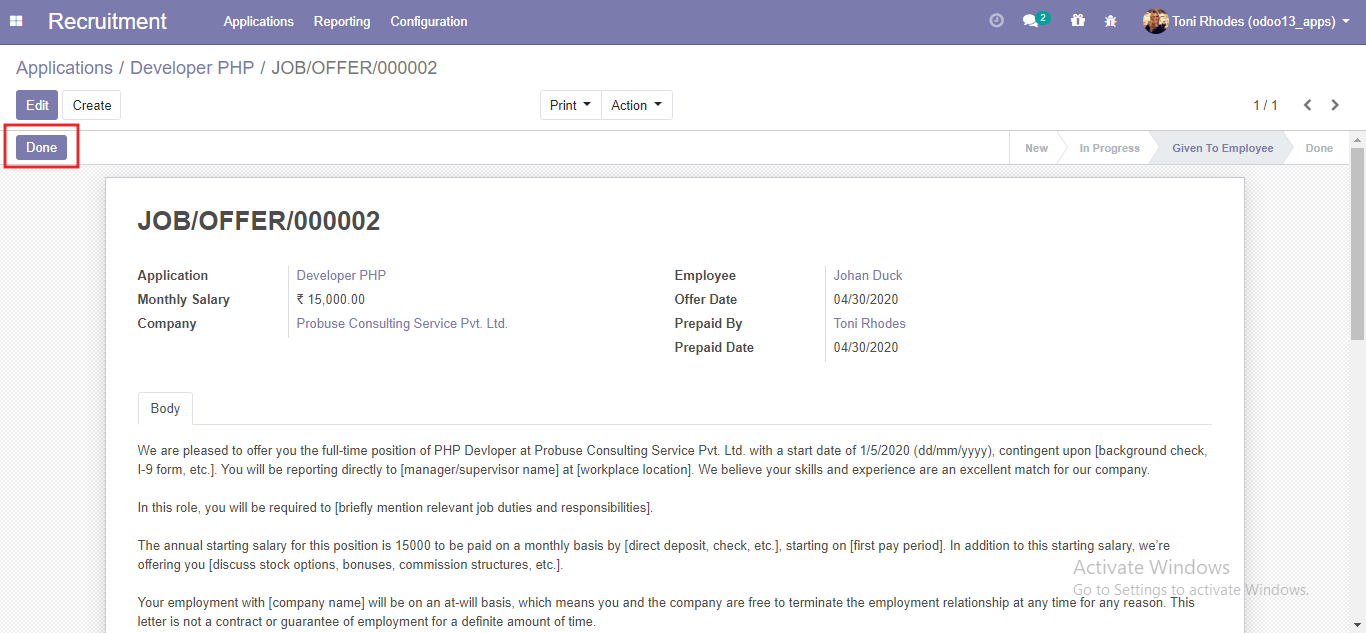 Recruitment Applications Reporting Configuration 2 Toni Rhodes (odoo13_apps)
Applications / Developer PHP / JOB/OFFER/000002
Edit Create Print Action 1 / 1
Done New In Progress Given To Employee Done
JOB/OFFER/000002
Application Developer PHP Employee Johan Duck
Monthly Salary ₹ 15,000.00 Offer Date 04/30/2020
Company Probuse Consulting Service Pvt. Ltd. Prepaid By Toni Rhodes
Prepaid Date 04/30/2020
Body
We are pleased to offer you the full-time position of PHP Devloper at Probuse Consulting Service Pvt. Ltd. with a start date of 1/5/2020 (dd/mm/yyyy), contingent upon [background check,
I-9 form, etc.]. You will be reporting directly to [manager/supervisor name] at [workplace location]. We believe your skills and experience are an excellent match for our company.
In this role, you will be required to [briefly mention relevant job duties and responsibilities].
The annual starting salary for this position is 15000 to be paid on a monthly basis by [direct deposit, check, etc.], starting on [first pay period]. In addition to this starting salary, we're
offering you [discuss stock options, bonuses, commission structures, etc.].
Activate Windows
Go to Settings to activate Windows.
Your employment with [company name] will be on an at-will basis, which means you and the company are free to terminate the employment relationship at any time for any reason. This
letter is not a contract or guarantee of employment for a definite amount of time.